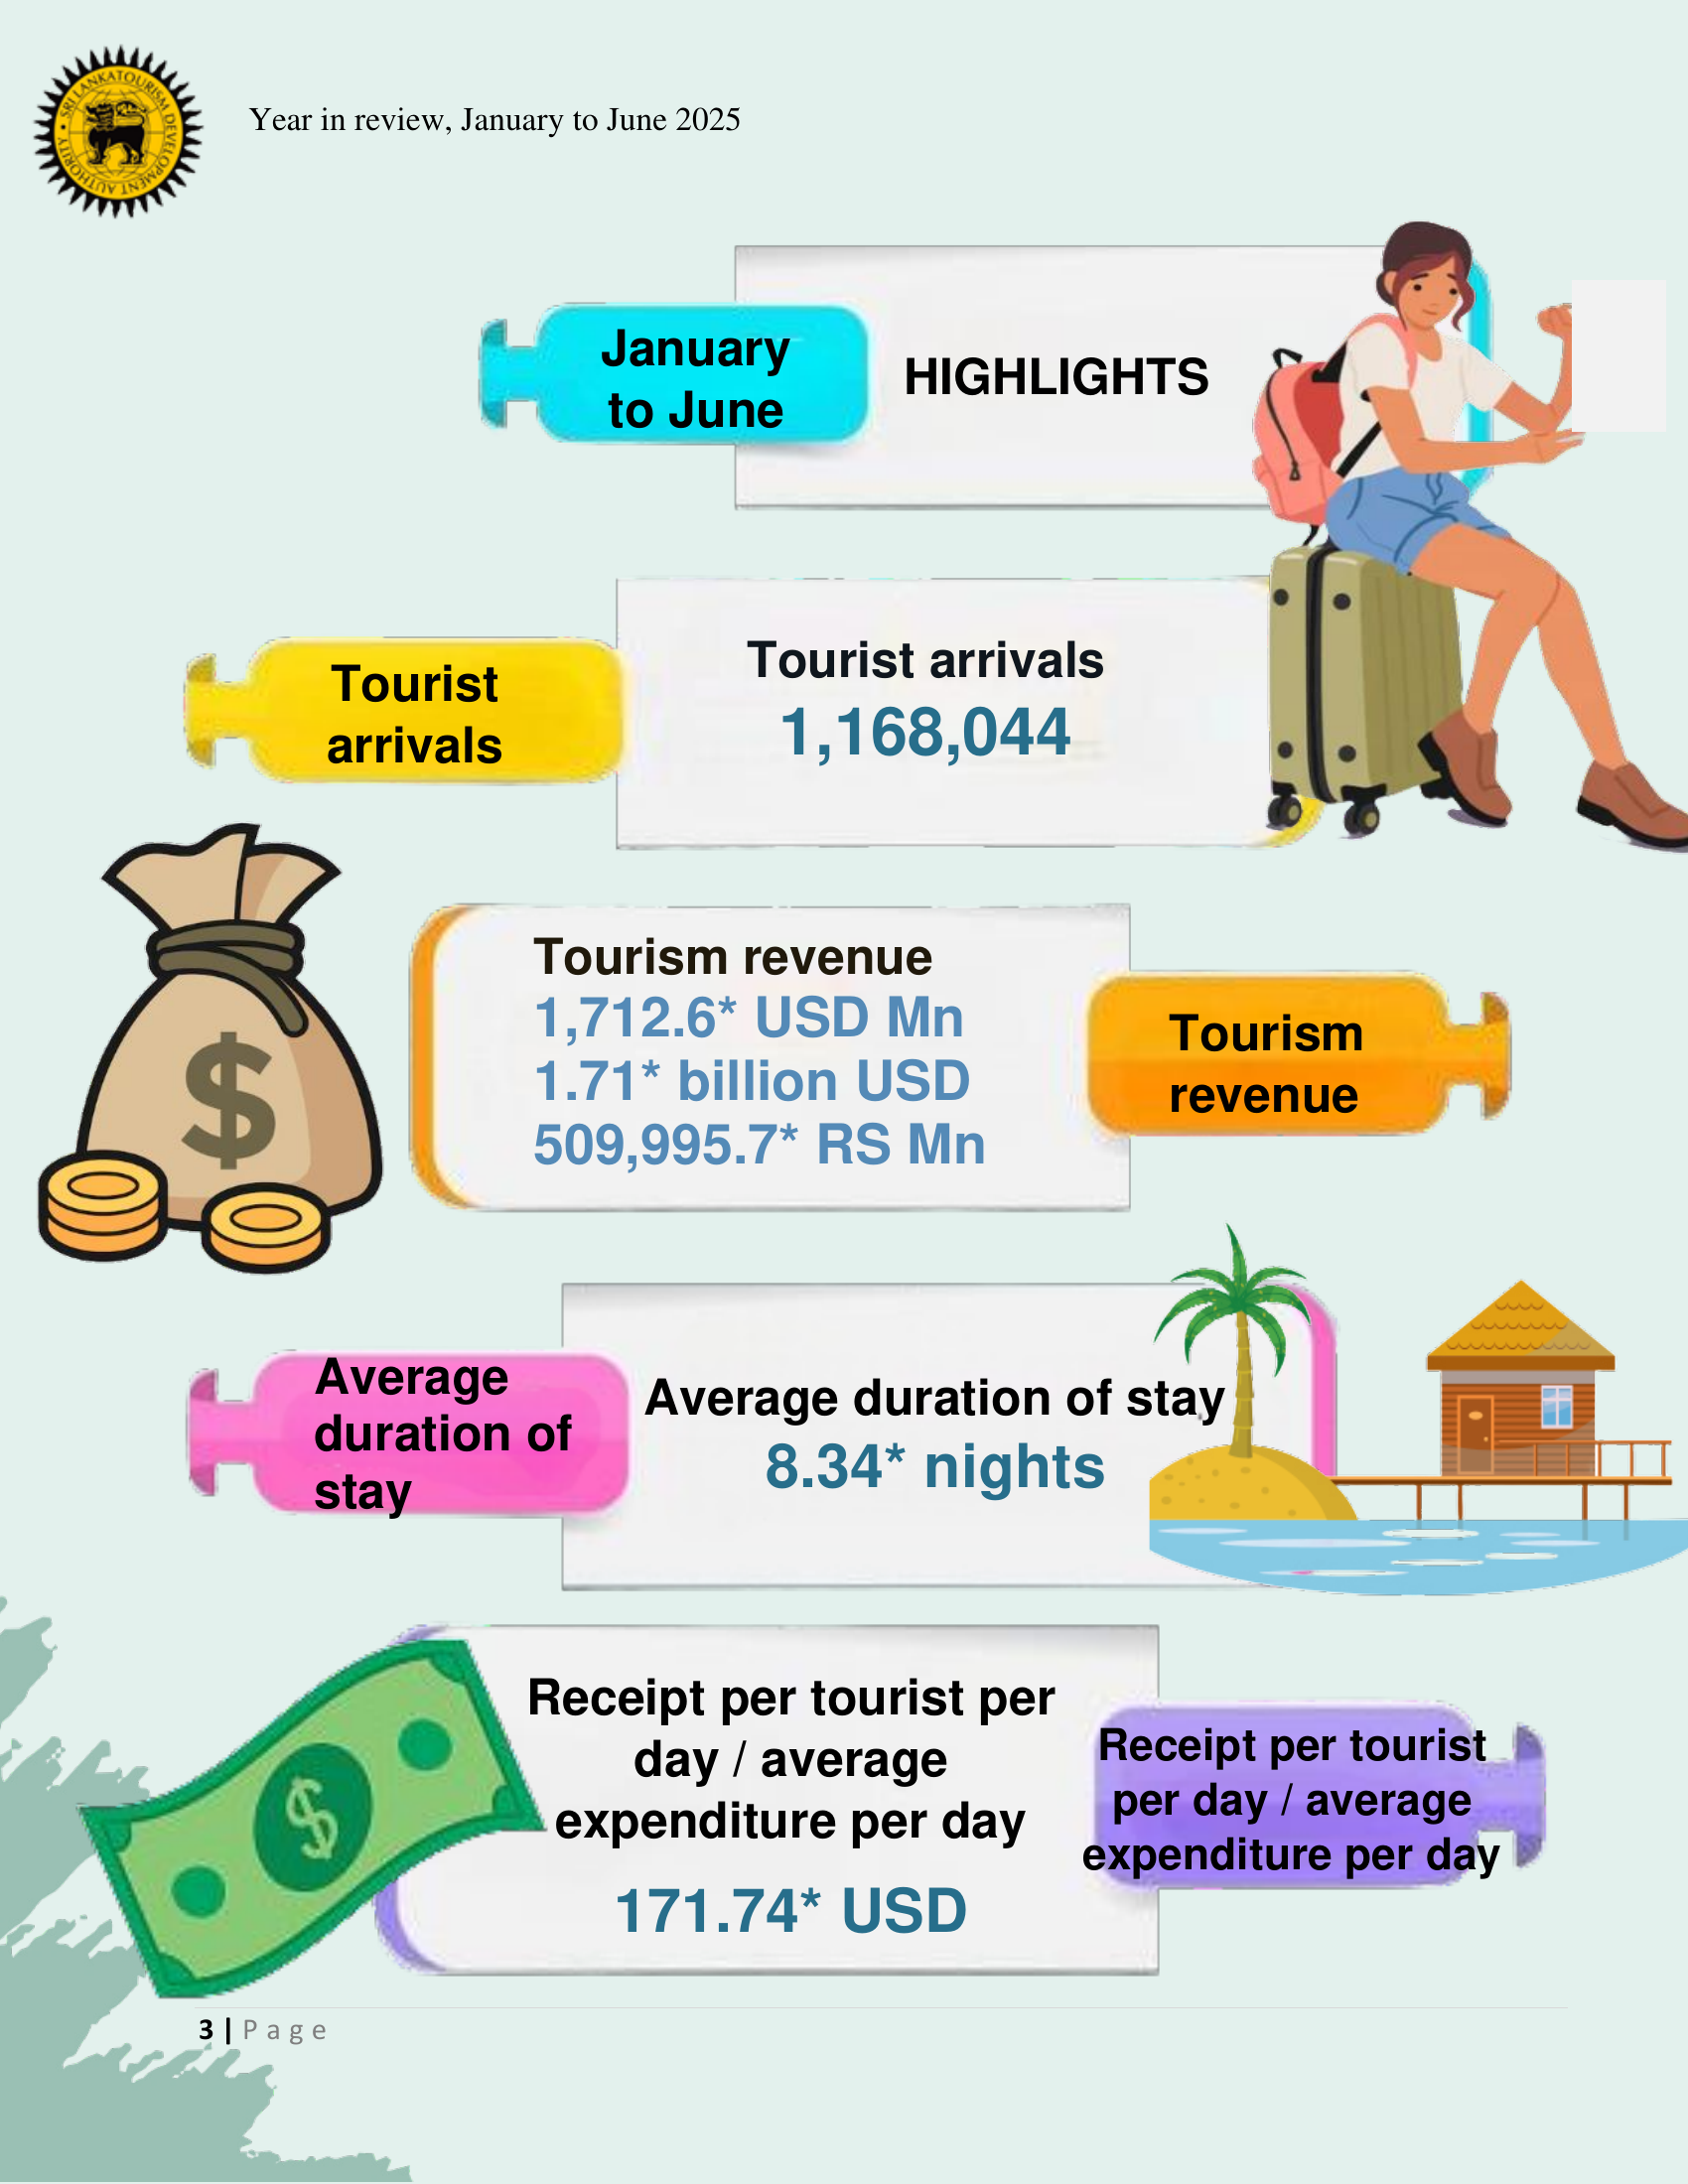 SRI LANKA TOURISM DEVELOPMENT AUTHORITY
Year in review, January to June 2025
January
to June
HIGHLIGHTS
Tourist
arrivals
Tourist arrivals
1,168,044
Tourism revenue
1,712.6* USD Mn
1.71* billion USD
509,995.7* RS Mn
Tourism
revenue
Average
duration of
stay
Average duration of stay
8.34* nights
Receipt per tourist per
day / average
expenditure per day
171.74* USD
Receipt per tourist
per day / average
expenditure per day
3 | Page